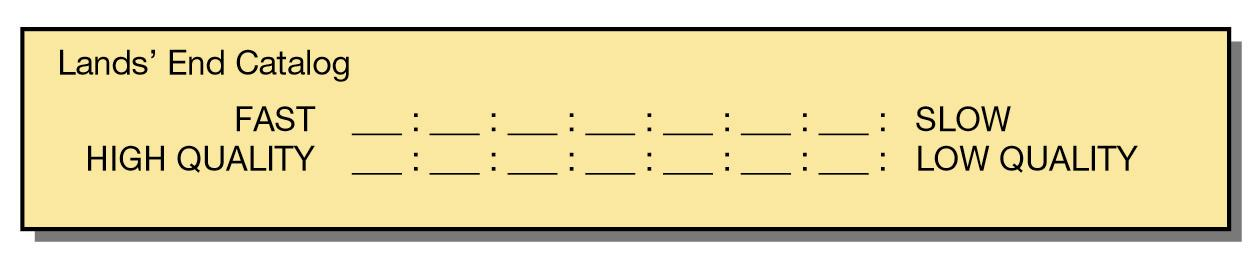 Lands’ End Catalog
FAST ___ : ___ : ___ : ___ : ___ : ___ : ___ : SLOW
HIGH QUALITY ___ : ___ : ___ : ___ : ___ : ___ : ___ : LOW QUALITY